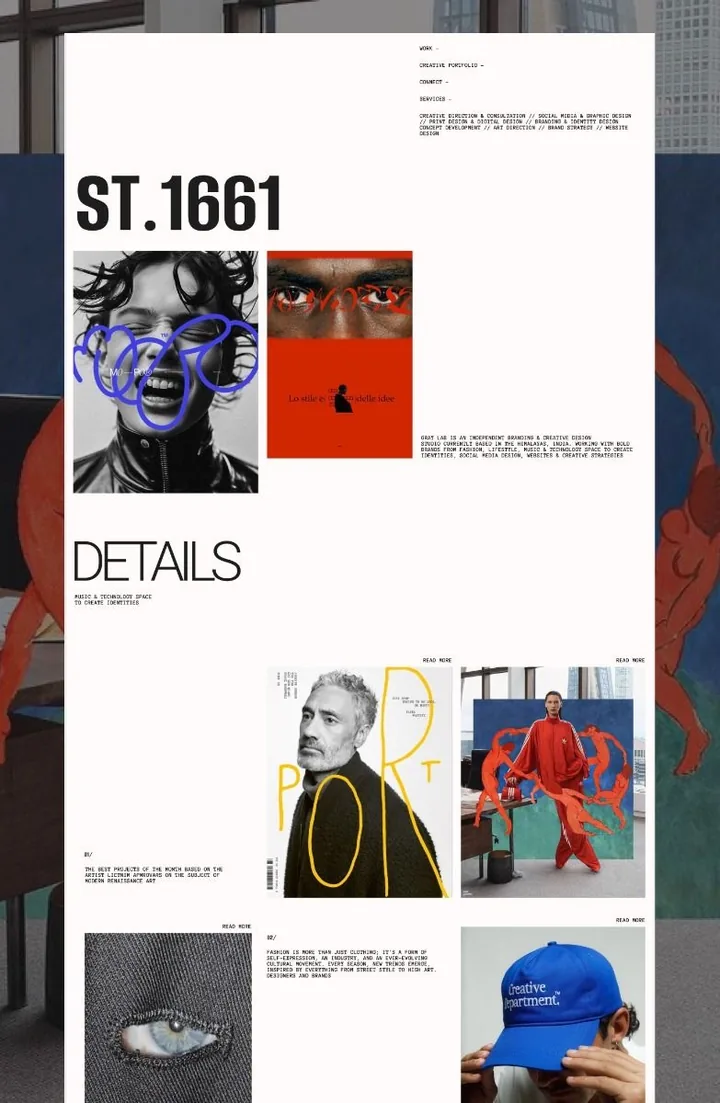 WORK –
CREATIVE PORTFOLIO –
CONNECT –
SERVICES –
CREATIVE DIRECTION & CONSULTATION // SOCIAL MEDIA & GRAPHIC DESIGN
// PRINT DESIGN & DIGITAL DESIGN // BRANDING & IDENTITY DESIGN
CONCEPT DEVELOPMENT // ART DIRECTION // BRAND STRATEGY // WEBSITE
DESIGN
ST.1661
Lo stile è
delle idee
GRAY LAB IS AN INDEPENDENT BRANDING & CREATIVE DESIGN
STUDIO CURRENTLY BASED IN THE HIMALAYAS, INDIA. WORKING WITH BOLD
BRANDS FROM FASHION, LIFESTYLE, MUSIC & TECHNOLOGY SPACE TO CREATE
IDENTITIES, SOCIAL MEDIA DESIGN, WEBSITES & CREATIVE STRATEGIES
DETAILS
MUSIC & TECHNOLOGY SPACE
TO CREATE IDENTITIES
READ MORE
READ MORE
PORT
01/
THE BEST PROJECTS OF THE MONTH BASED ON THE
ARTIST LICTNOM APMHOVARS ON THE SUBJECT OF
MODERN RENAISSANCE ART
READ MORE
READ MORE
02/
FASHION IS MORE THAN JUST CLOTHING; IT'S A FORM OF
SELF-EXPRESSION, AN INDUSTRY, AND AN EVER-EVOLVING
CULTURAL MOVEMENT. EVERY SEASON, NEW TRENDS EMERGE,
INSPIRED BY EVERYTHING FROM STREET STYLE TO HIGH ART.
DESIGNERS AND BRANDS
Creative
Department.™